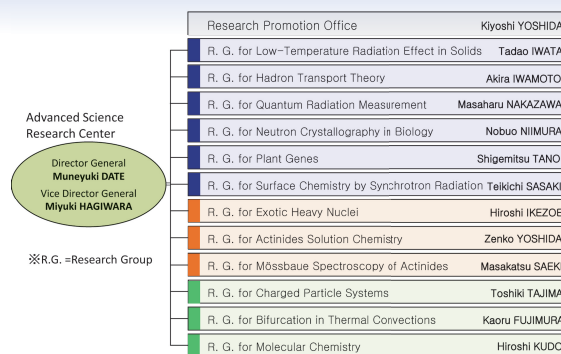 Research Promotion Office Kiyoshi YOSHIDA
R. G. for Low-Temperature Radiation Effect in Solids Tadao IWATA
R. G. for Hadron Transport Theory Akira IWAMOTO
R. G. for Quantum Radiation Measurement Masaharu NAKAZAWA
R. G. for Neutron Crystallography in Biology Nobuo NIIMURA
R. G. for Plant Genes Shigemitsu TANO
R. G. for Surface Chemistry by Synchrotron Radiation Teikichi SASAKI
R. G. for Exotic Heavy Nuclei Hiroshi IKEZOE
R. G. for Actinides Solution Chemistry Zenko YOSHIDA
R. G. for Mössbaue Spectroscopy of Actinides Masakatsu SAEKI
R. G. for Charged Particle Systems Toshiki TAJIMA
R. G. for Bifurcation in Thermal Convections Kaoru FUJIMURA
R. G. for Molecular Chemistry Hiroshi KUDO
Advanced Science
Research Center
Director General
Muneyuki DATE
Vice Director General
Miyuki HAGIWARA
※R.G. =Research Group